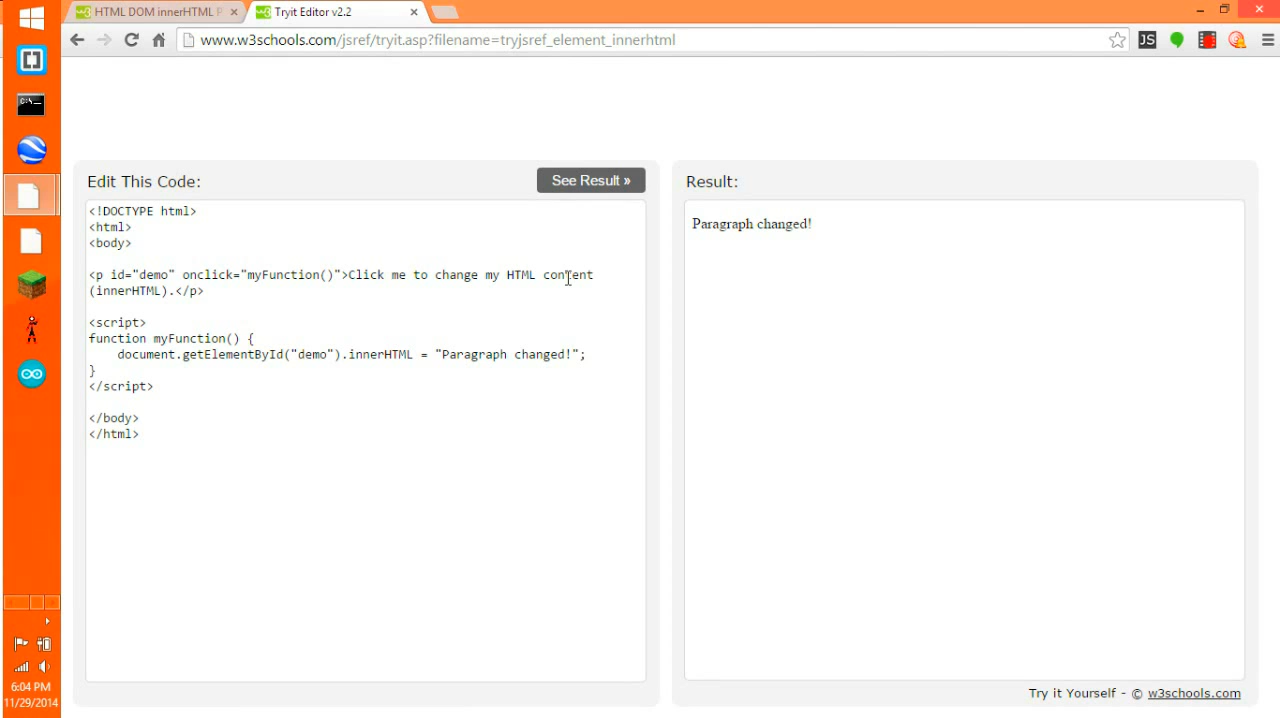 HTML DOM innerHTML P
Tryit Editor v2.2
www.w3schools.com/jsref/tryit.asp?filename=tryjsref_element_innerhtml
JS
C:\
Edit This Code:
See Result »
Result:
<!DOCTYPE html>
<html>
<body>
<p id="demo" onclick="myFunction()">Click me to change my HTML content
(innerHTML).</p>
<script>
function myFunction() {
    document.getElementById("demo").innerHTML = "Paragraph changed!";
}
</script>
</body>
</html>
Paragraph changed!
Try it Yourself - © w3schools.com
6:04 PM
11/29/2014